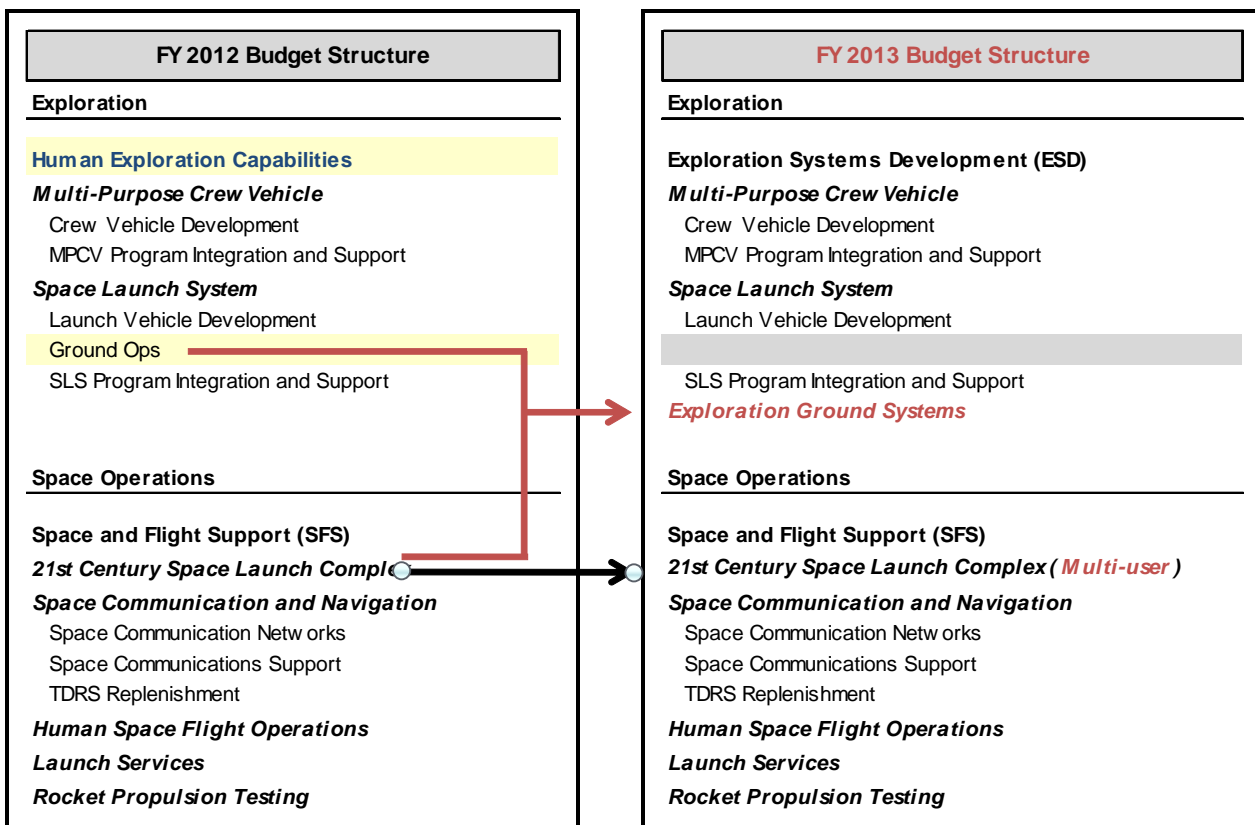 FY 2012 Budget Structure
Exploration
Human Exploration Capabilities
Multi-Purpose Crew Vehicle
Crew Vehicle Development
MPCV Program Integration and Support
Space Launch System
Launch Vehicle Development
Ground Ops
SLS Program Integration and Support
Space Operations
Space and Flight Support (SFS)
21st Century Space Launch Complex
Space Communication and Navigation
Space Communication Networks
Space Communications Support
TDRS Replenishment
Human Space Flight Operations
Launch Services
Rocket Propulsion Testing
FY 2013 Budget Structure
Exploration
Exploration Systems Development (ESD)
Multi-Purpose Crew Vehicle
Crew Vehicle Development
MPCV Program Integration and Support
Space Launch System
Launch Vehicle Development
SLS Program Integration and Support
Exploration Ground Systems
Space Operations
Space and Flight Support (SFS)
21st Century Space Launch Complex (Multi-user)
Space Communication and Navigation
Space Communication Networks
Space Communications Support
TDRS Replenishment
Human Space Flight Operations
Launch Services
Rocket Propulsion Testing